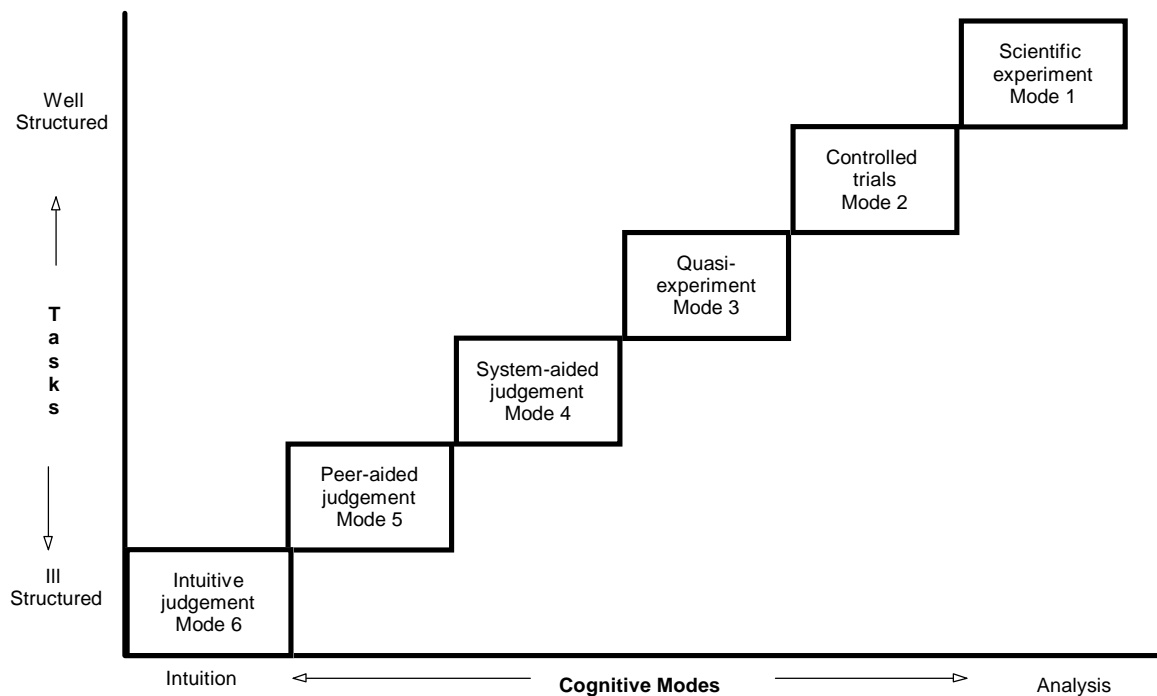 Scientific
experiment
Mode 1
Well
Structured
Controlled
trials
Mode 2
Quasi-
experiment
Mode 3
T
a
s
k
s
System-aided
judgement
Mode 4
Peer-aided
judgement
Mode 5
Ill
Structured
Intuitive
judgement
Mode 6
Intuition
Cognitive Modes
Analysis